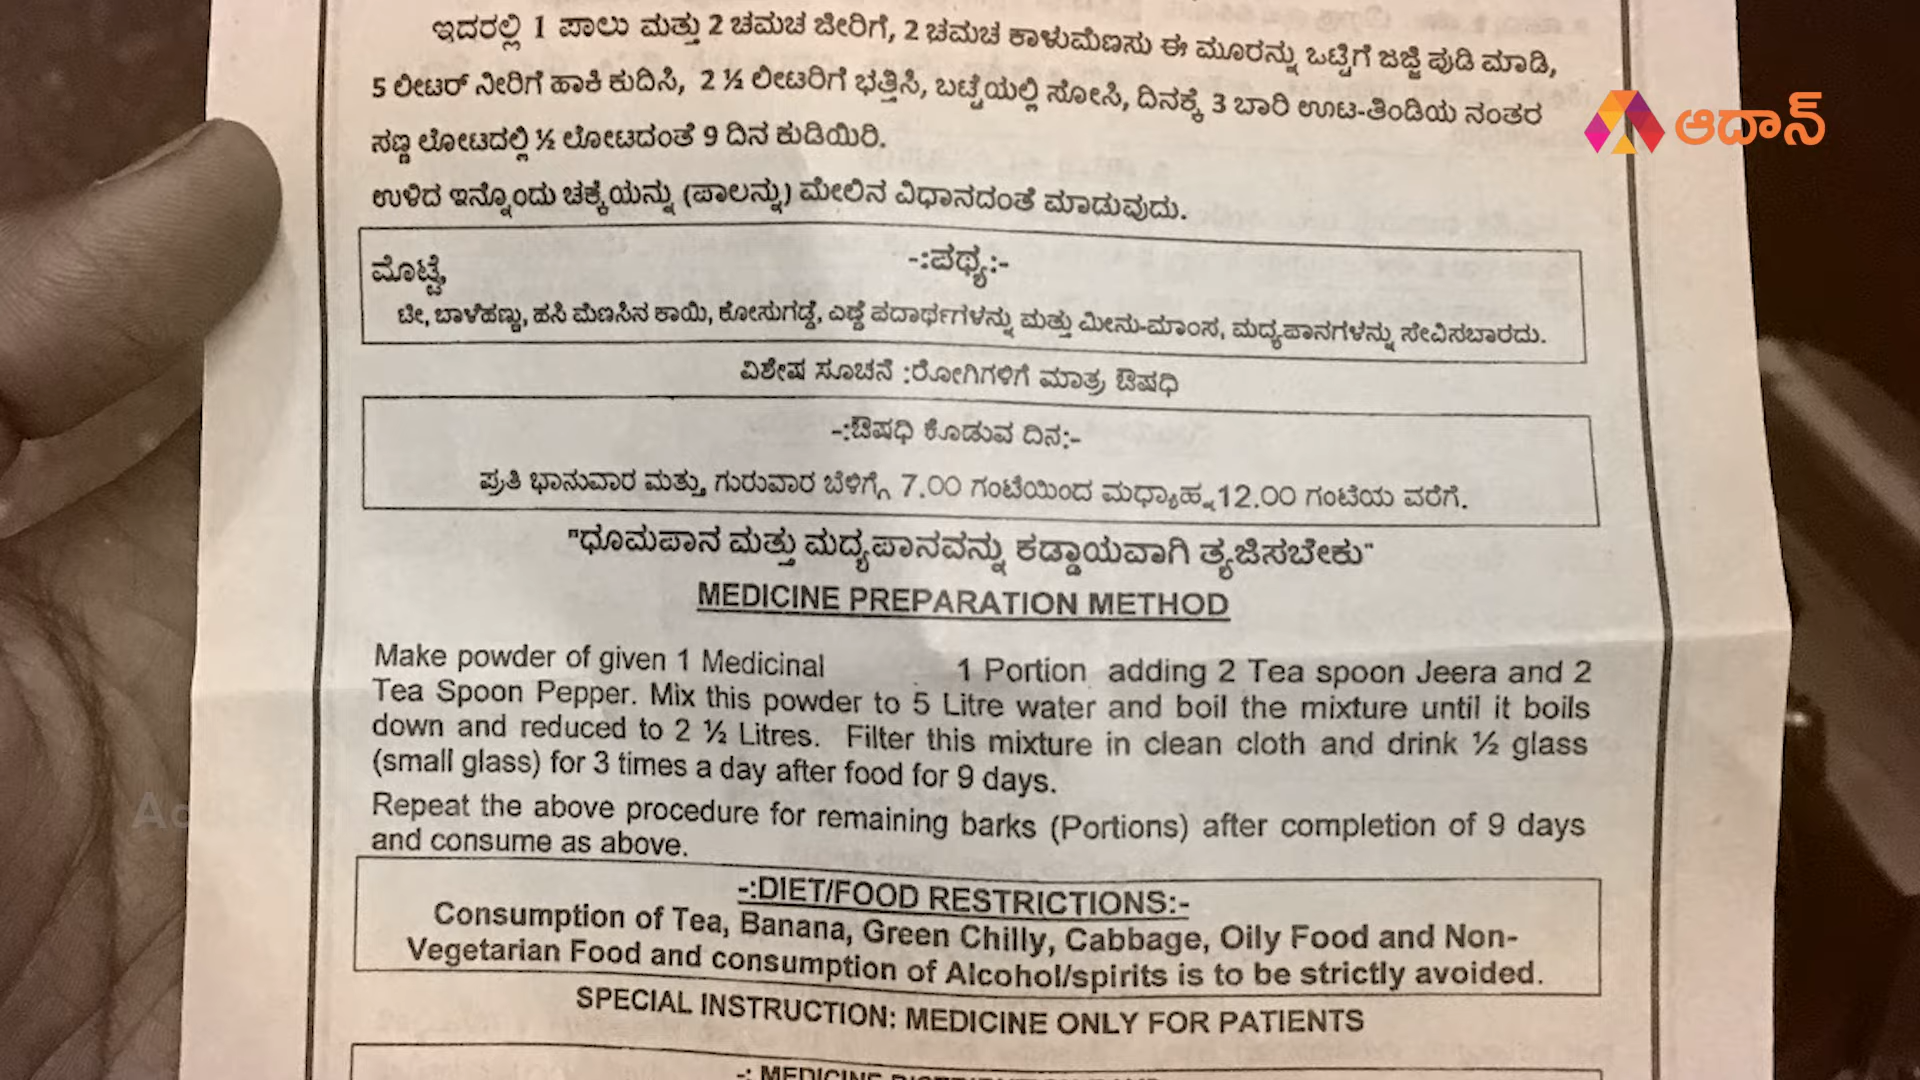 ಇದರಲ್ಲಿ 1 ಪಾಲು ಮತ್ತು 2 ಚಮಚ ಜೀರಿಗೆ, 2 ಚಮಚ ಕಾಳುಮೆಣಸು ಈ ಮೂರನ್ನು ಒಟ್ಟಿಗೆ ಜಜ್ಜಿ ಪುಡಿ ಮಾಡಿ,
5 ಲೀಟರ್ ನೀರಿಗೆ ಹಾಕಿ ಕುದಿಸಿ, 2 ½ ಲೀಟರಿಗೆ ಭತ್ತಿಸಿ, ಬಟ್ಟೆಯಲ್ಲಿ ಸೋಸಿ, ದಿನಕ್ಕೆ 3 ಬಾರಿ ಊಟ-ತಿಂಡಿಯ ನಂತರ
ಸಣ್ಣ ಲೋಟದಲ್ಲಿ ½ ಲೋಟದಂತೆ 9 ದಿನ ಕುಡಿಯಿರಿ.
ಉಳಿದ ಇನ್ನೊಂದು ಚಕ್ಕೆಯನ್ನು (ಪಾಲನ್ನು) ಮೇಲಿನ ವಿಧಾನದಂತೆ ಮಾಡುವುದು.
ఆదాన్
-:ಪಥ್ಯ:-
ಮೊಟ್ಟೆ,
ಟೀ, ಬಾಳೆಹಣ್ಣು, ಹಸಿ ಮೆಣಸಿನ ಕಾಯಿ, ಕೋಸುಗಡ್ಡೆ, ಎಣ್ಣೆ ಪದಾರ್ಥಗಳನ್ನು ಮತ್ತು ಮೀನು-ಮಾಂಸ, ಮದ್ಯಪಾನಗಳನ್ನು ಸೇವಿಸಬಾರದು.
ವಿಶೇಷ ಸೂಚನೆ :ರೋಗಿಗಳಿಗೆ ಮಾತ್ರ ಔಷಧಿ
-:ಔಷಧಿ ಕೊಡುವ ದಿನ:-
ಪ್ರತಿ ಭಾನುವಾರ ಮತ್ತು ಗುರುವಾರ ಬೆಳಿಗ್ಗೆ 7.00 ಗಂಟೆಯಿಂದ ಮಧ್ಯಾಹ್ನ 12.00 ಗಂಟೆಯ ವರೆಗೆ.
"ಧೂಮಪಾನ ಮತ್ತು ಮದ್ಯಪಾನವನ್ನು ಕಡ್ಡಾಯವಾಗಿ ತ್ಯಜಿಸಬೇಕು"
MEDICINE PREPARATION METHOD
Make powder of given 1 Medicinal 1 Portion adding 2 Tea spoon Jeera and 2
Tea Spoon Pepper. Mix this powder to 5 Litre water and boil the mixture until it boils
down and reduced to 2 ½ Litres. Filter this mixture in clean cloth and drink ½ glass
(small glass) for 3 times a day after food for 9 days.
Repeat the above procedure for remaining barks (Portions) after completion of 9 days
and consume as above.
-:DIET/FOOD RESTRICTIONS:-
Consumption of Tea, Banana, Green Chilly, Cabbage, Oily Food and Non-
Vegetarian Food and consumption of Alcohol/spirits is to be strictly avoided.
SPECIAL INSTRUCTION: MEDICINE ONLY FOR PATIENTS
-: MEDICINE